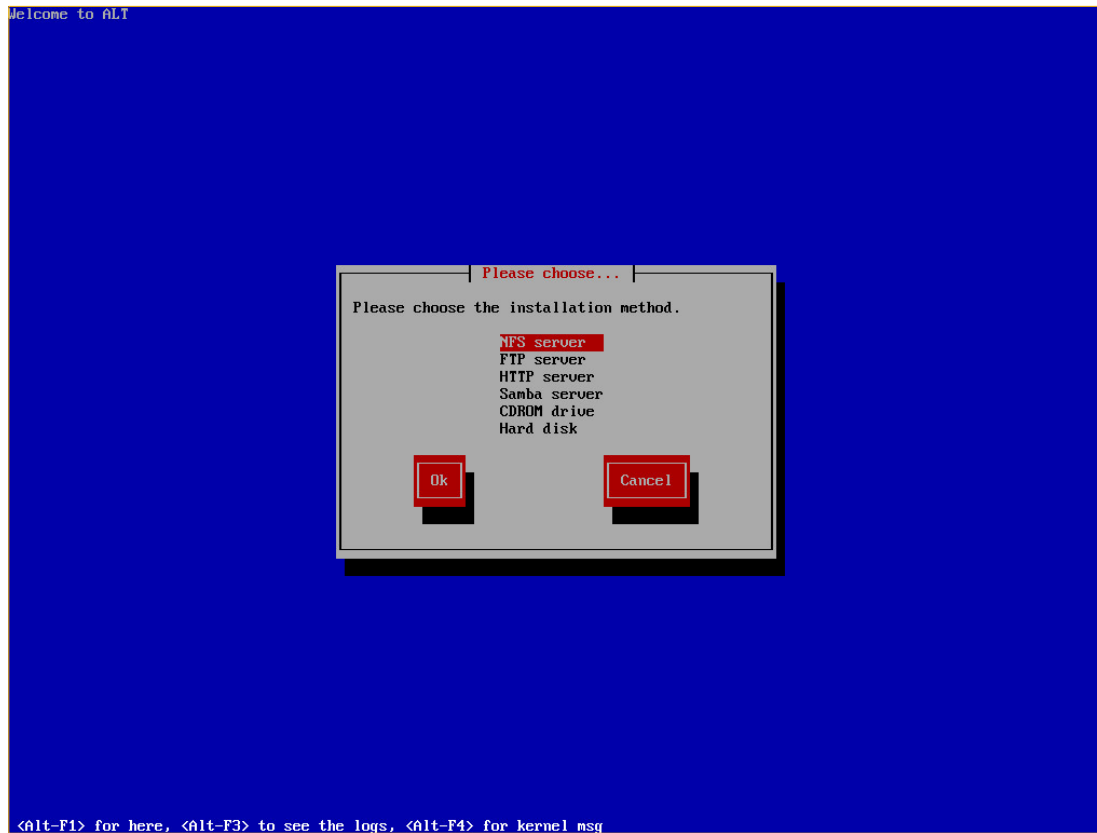 Welcome to ALT
Please choose...
Please choose the installation method.
NFS server
FTP server
HTTP server
Samba server
CDROM drive
Hard disk
Ok Cancel
<Alt-F1> for here, <Alt-F3> to see the logs, <Alt-F4> for kernel msg